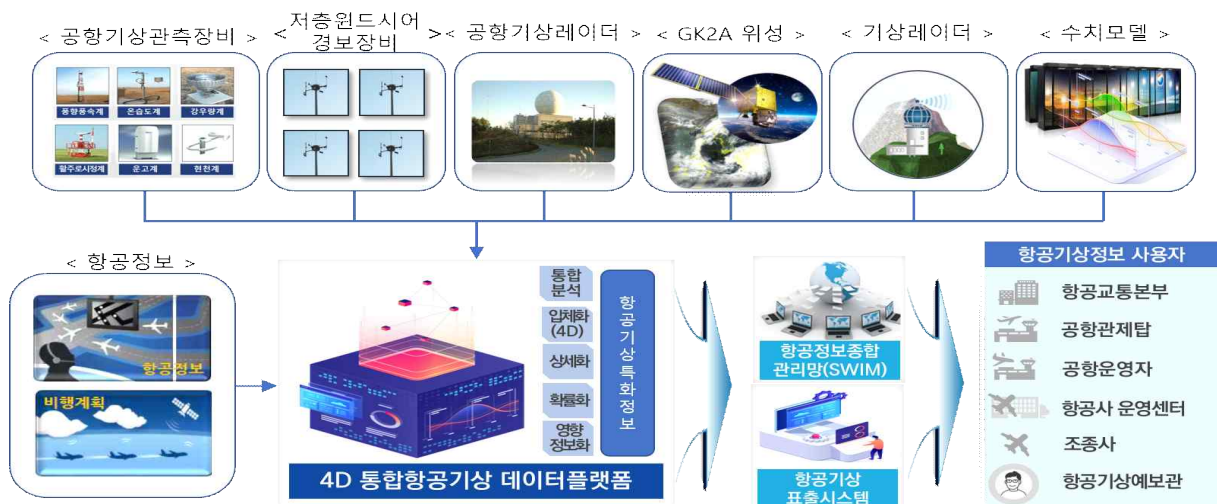 < 공항기상관측장비 >
< 저층윈드시어
경보장비 >
< 공항기상레이더 >
< GK2A 위성 >
< 기상레이더 >
< 수치모델 >
풍향풍속계
온습도계
강우량계
활주로시정계
운고계
현천계
< 항공정보 >
항공정보
비행계획
통합
분석
입체화
(4D)
상세화
확률화
영향
정보화
항공기상특화정보
4D 통합항공기상 데이터플랫폼
항공정보종합
관리망(SWIM)
항공기상
표출시스템
항공기상정보 사용자
항공교통본부
공항관제탑
공항운영자
항공사 운영센터
조종사
항공기상예보관